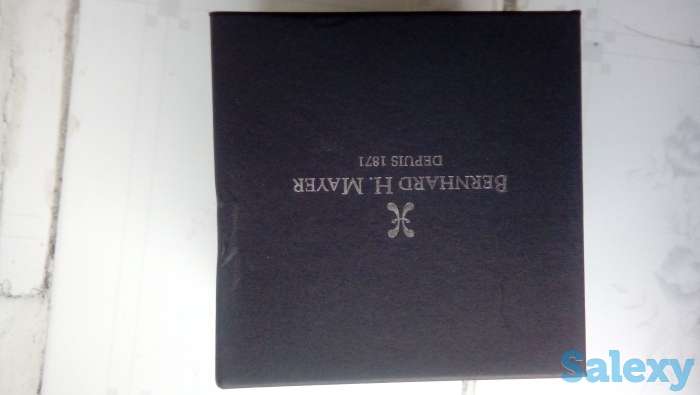 BERNHARD H. MAYER
DEPUIS 1871
Salexy